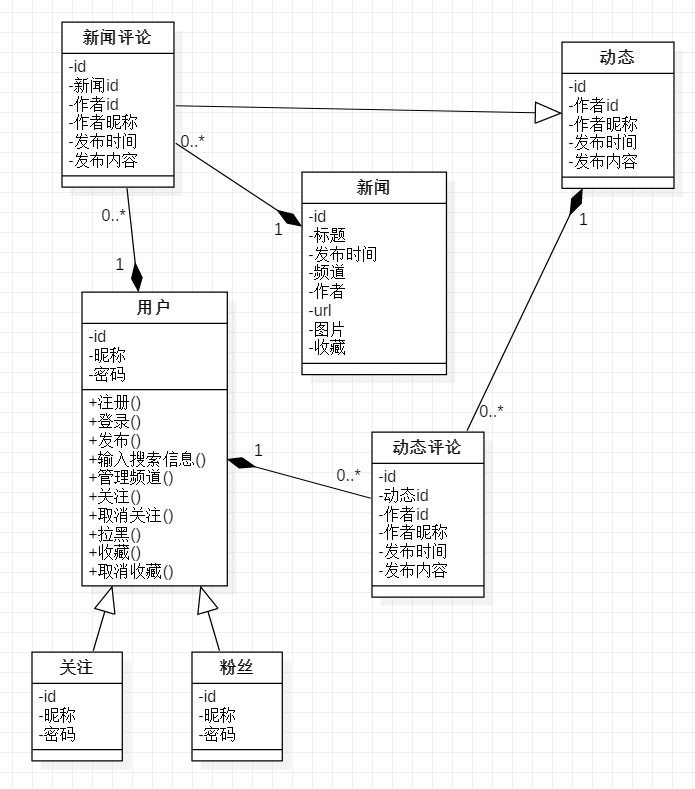 新闻评论
-id
-新闻id
-作者id
-作者昵称
-发布时间
-发布内容
动态
-id
-作者id
-作者昵称
-发布时间
-发布内容
0..*
新闻
-id
-标题
-发布时间
-频道
-作者
-url
-图片
-收藏
0..*
1
1
1
用户
-id
-昵称
-密码
+注册()
+登录()
+发布()
+输入搜索信息()
+管理频道()
+关注()
+取消关注()
+拉黑()
+收藏()
+取消收藏()
1
0..*
0..*
动态评论
-id
-动态id
-作者id
-作者昵称
-发布时间
-发布内容
关注
-id
-昵称
-密码
粉丝
-id
-昵称
-密码